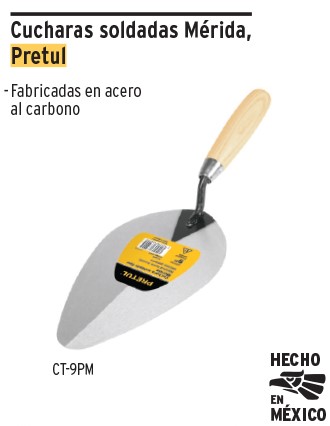 Cucharas soldadas Mérida,
Pretul
- Fabricadas en acero
al carbono
PRETUL
CT-9PM
HECHO
EN
MÉXICO